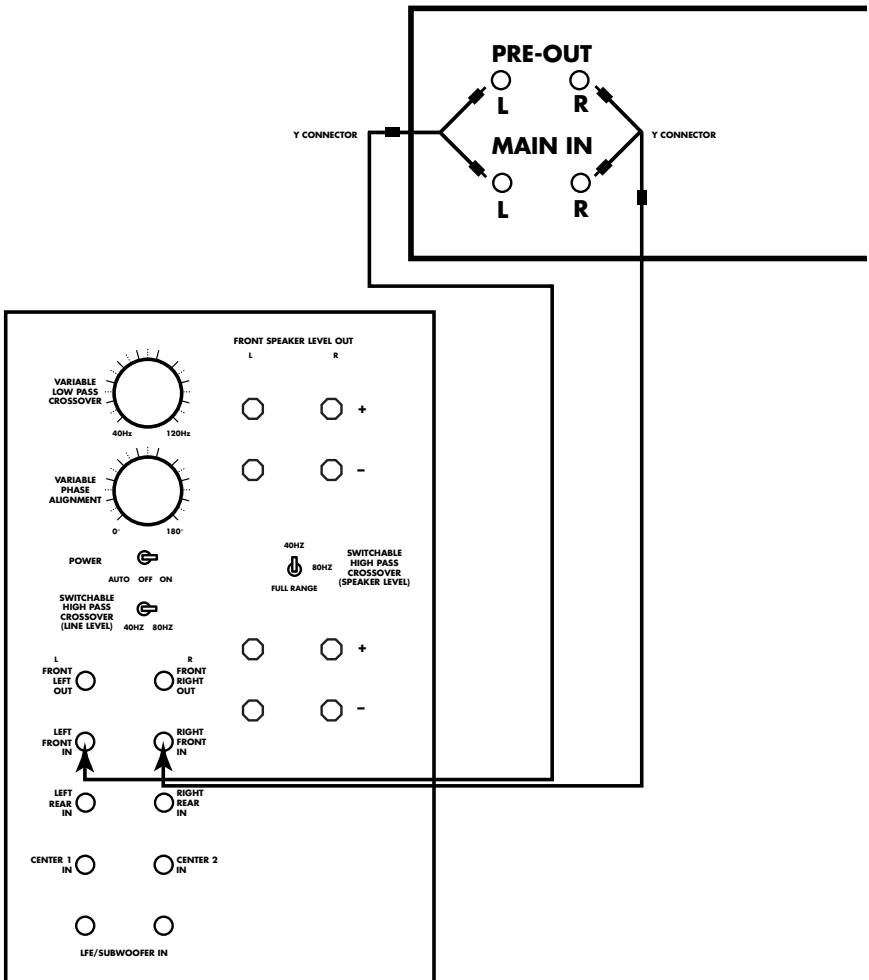 PRE-OUT
L
R
Y CONNECTOR
Y CONNECTOR
MAIN IN
L
R
FRONT SPEAKER LEVEL OUT
L
R
VARIABLE
LOW PASS
CROSSOVER
40Hz
120Hz
+
–
VARIABLE
PHASE
ALIGNMENT
0°
180°
POWER
AUTO OFF ON
40HZ
80HZ
FULL RANGE
SWITCHABLE
HIGH PASS
CROSSOVER
(SPEAKER LEVEL)
SWITCHABLE
HIGH PASS
CROSSOVER
(LINE LEVEL)
40HZ 80HZ
+
–
L
FRONT
LEFT
OUT
R
FRONT
RIGHT
OUT
LEFT
FRONT
IN
RIGHT
FRONT
IN
LEFT
REAR
IN
RIGHT
REAR
IN
CENTER 1
IN
CENTER 2
IN
LFE/SUBWOOFER IN